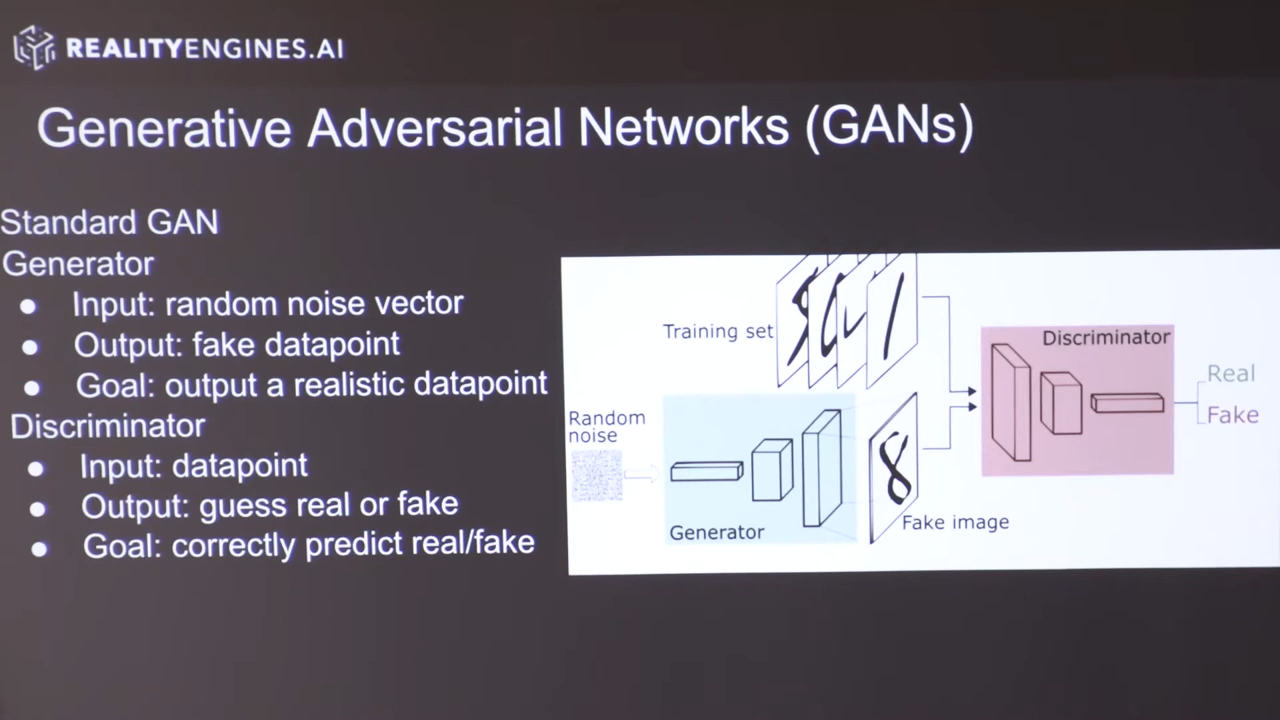 REALITYENGINES.AI
Generative Adversarial Networks (GANs)
Standard GAN
Generator
● Input: random noise vector
● Output: fake datapoint
● Goal: output a realistic datapoint
Discriminator
● Input: datapoint
● Output: guess real or fake
● Goal: correctly predict real/fake
Training set
Discriminator
Real
Fake
Random
noise
8
Generator
Fake image